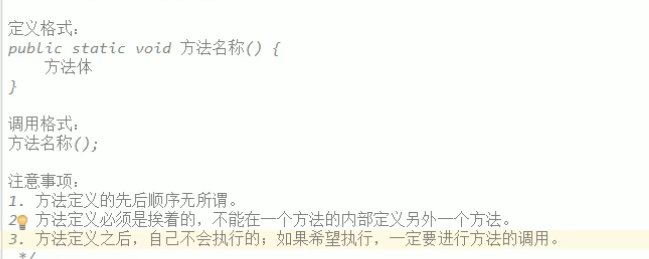 定义格式：
public static void 方法名称() {
    方法体
}
调用格式：
方法名称();
注意事项：
1. 方法定义的先后顺序无所谓。
2 方法定义必须是挨着的，不能在一个方法的内部定义另外一个方法。
3. 方法定义之后，自己不会执行的；如果希望执行，一定要进行方法的调用。
*/